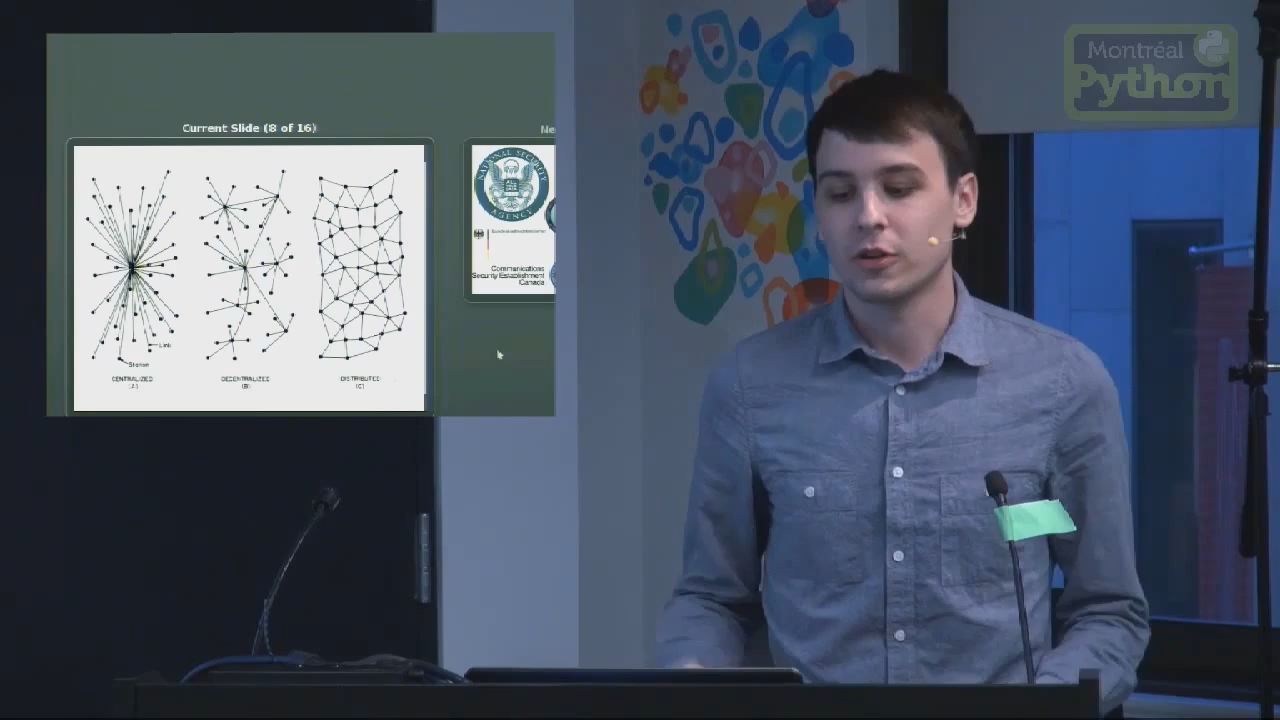 Montréal
Python
Current Slide (8 of 16)
Ne
NATIONAL SECURITY
AGENCY
Communications
Security Establishment
Canada
Link
Station
CENTRALIZED
(A)
DECENTRALIZED
(B)
DISTRIBUTED
(C)